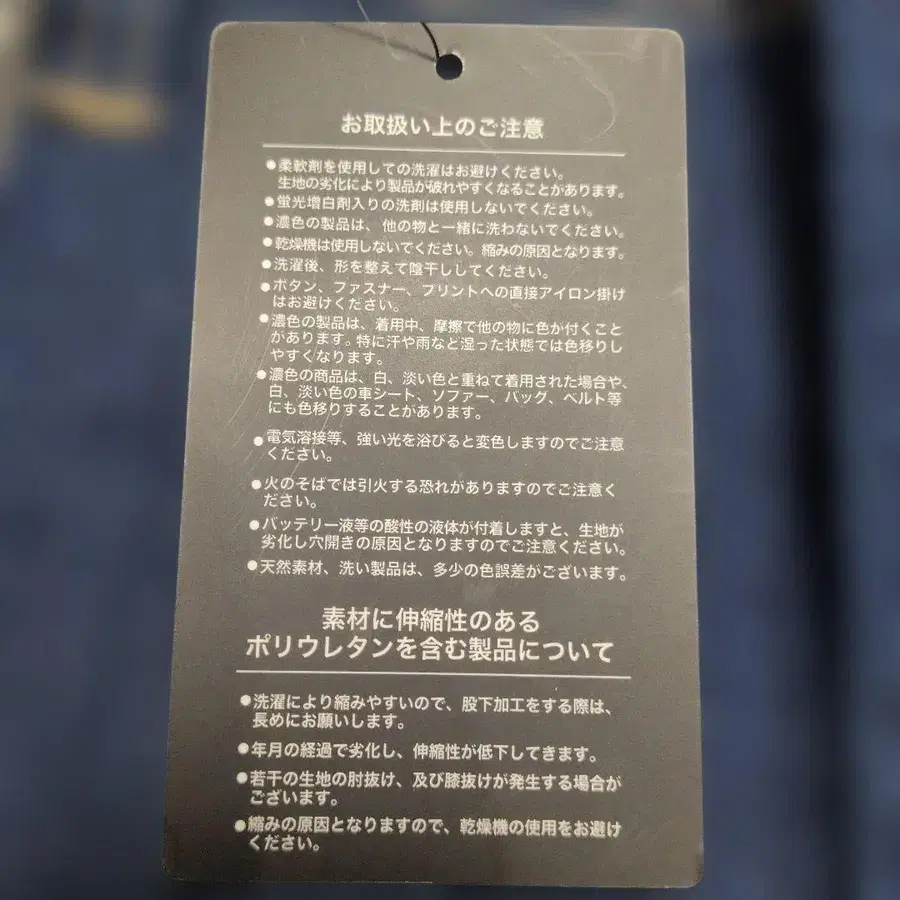 お取扱い上のご注意
●柔軟剤を使用しての洗濯はお避けください。
生地の劣化により製品が破れやすくなることがあります。
●蛍光増白剤入りの洗剤は使用しないでください。
●濃色の製品は、他の物と一緒に洗わないでください。
●乾燥機は使用しないでください。縮みの原因となります。
●洗濯後、形を整えて陰干ししてください。
●ボタン、ファスナー、プリントへの直接アイロン掛け
はお避けください。
●濃色の製品は、着用中、摩擦で他の物に色が付くこと
があります。特に汗や雨など湿った状態では色移りし
やすくなります。
●濃色の商品は、白、淡い色と重ねて着用された場合や、
白、淡い色の車シート、ソファー、バッグ、ベルト等
にも色移りすることがあります。
●電気溶接等、強い光を浴びると変色しますのでご注意
ください。
●火のそばでは引火する恐れがありますのでご注意く
ださい。
●バッテリー液等の酸性の液体が付着しますと、生地が
劣化し穴開きの原因となりますのでご注意ください。
●天然素材、洗い製品は、多少の色誤差がございます。
素材に伸縮性のある
ポリウレタンを含む製品について
●洗濯により縮みやすいので、股下加工をする際は、
長めにお願いします。
●年月の経過で劣化し、伸縮性が低下してきます。
●若干の生地の肘抜け、及び膝抜けが発生する場合が
ございます。
●縮みの原因となりますので、乾燥機の使用をお避け
ください。